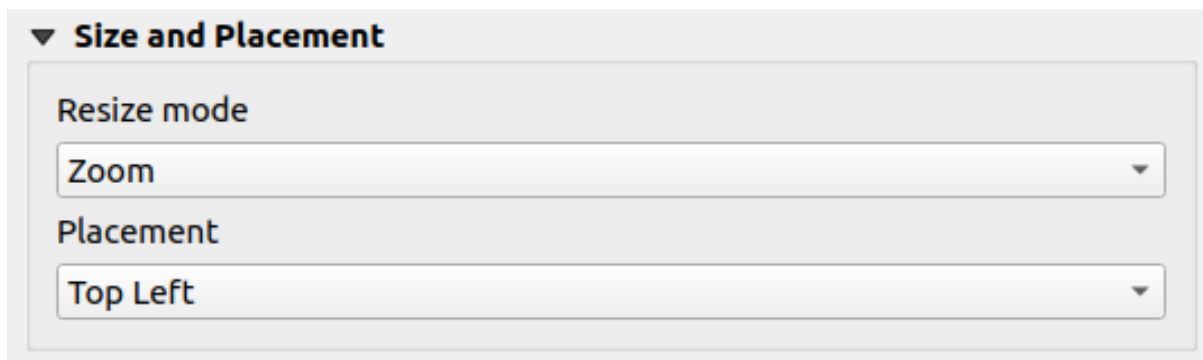 Size and Placement
Resize mode
Zoom
Placement
Top Left